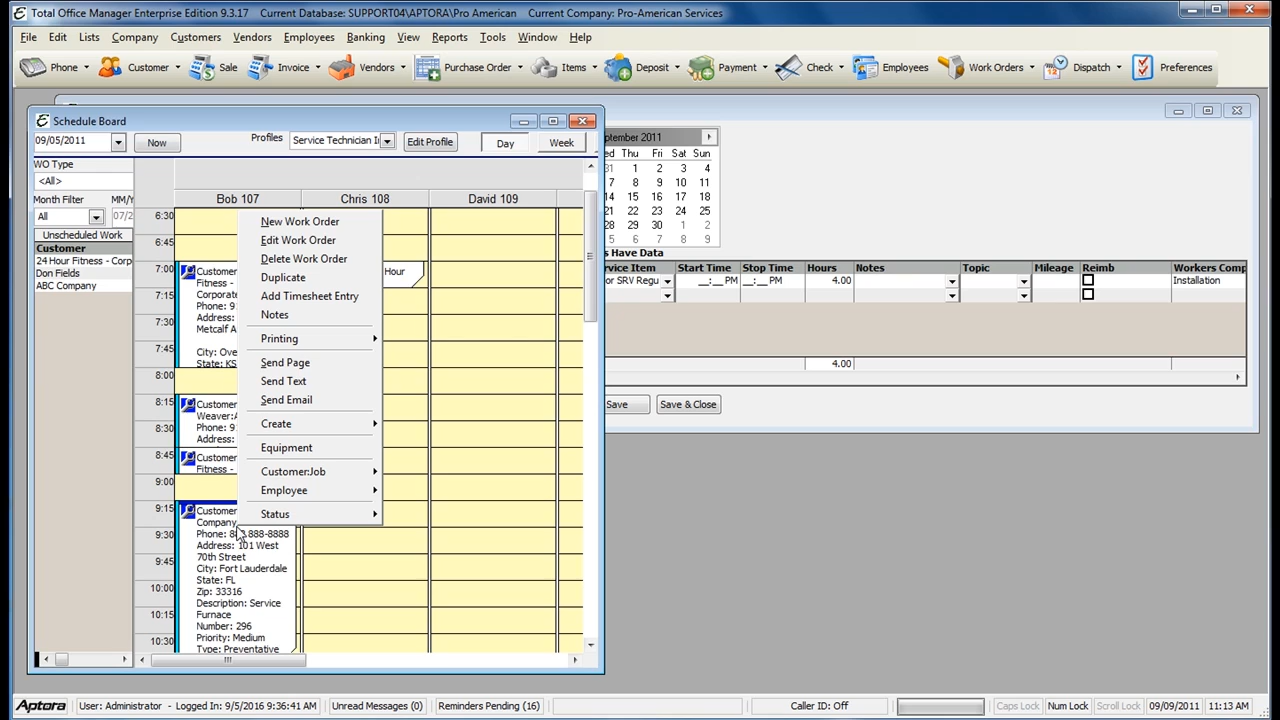 Total Office Manager Enterprise Edition 9.3.17 Current Database: SUPPORT04\APTORA\Pro American Current Company: Pro-American Services
File Edit Lists Company Customers Vendors Employees Banking View Reports Tools Window Help
Phone Customer Sale Invoice Vendors Purchase Order Items Deposit Payment Check Employees Work Orders Dispatch Preferences
Schedule Board
09/05/2011 Now Profiles Service Technician I Edit Profile Day Week
WO Type
<All>
Month Filter MM/Y
All 07/2
Unscheduled Work
Customer
24 Hour Fitness - Corp
Don Fields
ABC Company
Bob 107 Chris 108 David 109
6:30
6:45
7:00
7:15
7:30
7:45
8:00
8:15
8:30
8:45
9:00
9:15
9:30
9:45
10:00
10:15
10:30
Customer
Fitness -
Corporate
Phone: 9
Address:
Metcalf A
City: Ove
State: KS
Hour
Customer
Weaver:A
Phone: 9
Address:
Customer
Fitness -
Customer
Company
Phone: 8 888-8888
Address: 101 West
70th Street
City: Fort Lauderdale
State: FL
Zip: 33316
Description: Service
Furnace
Number: 296
Priority: Medium
Type: Preventative
New Work Order
Edit Work Order
Delete Work Order
Duplicate
Add Timesheet Entry
Notes
Printing
Send Page
Send Text
Send Email
Create
Equipment
Customer:Job
Employee
Status
ptember 2011
ed Thu Fri Sat Sun
31 1 2 3 4
7 8 9 10 11
14 15 16 17 18
21 22 23 24 25
28 29 30 1 2
5 6 7 8 9
s Have Data
rvice Item Start Time Stop Time Hours Notes Topic Mileage Reimb Workers Comp
or SRV Regu __:__ PM __:__ PM 4.00 Installation
4.00
Save Save & Close
Aptora User: Administrator - Logged In: 9/5/2016 9:36:41 AM Unread Messages (0) Reminders Pending (16) Caller ID: Off Caps Lock Num Lock Scroll Lock 09/09/2011 11:13 AM